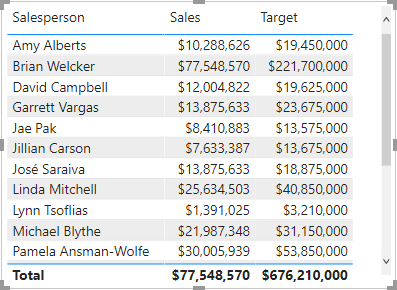 Salesperson Sales Target
Amy Alberts $10,288,626 $19,450,000
Brian Welcker $77,548,570 $221,700,000
David Campbell $12,004,822 $19,625,000
Garrett Vargas $13,875,633 $23,675,000
Jae Pak $8,410,883 $13,575,000
Jillian Carson $7,633,387 $13,675,000
José Saraiva $13,875,633 $18,875,000
Linda Mitchell $25,634,503 $40,850,000
Lynn Tsoflias $1,391,025 $3,210,000
Michael Blythe $21,987,348 $31,150,000
Pamela Ansman-Wolfe $30,005,939 $53,850,000
Total $77,548,570 $676,210,000